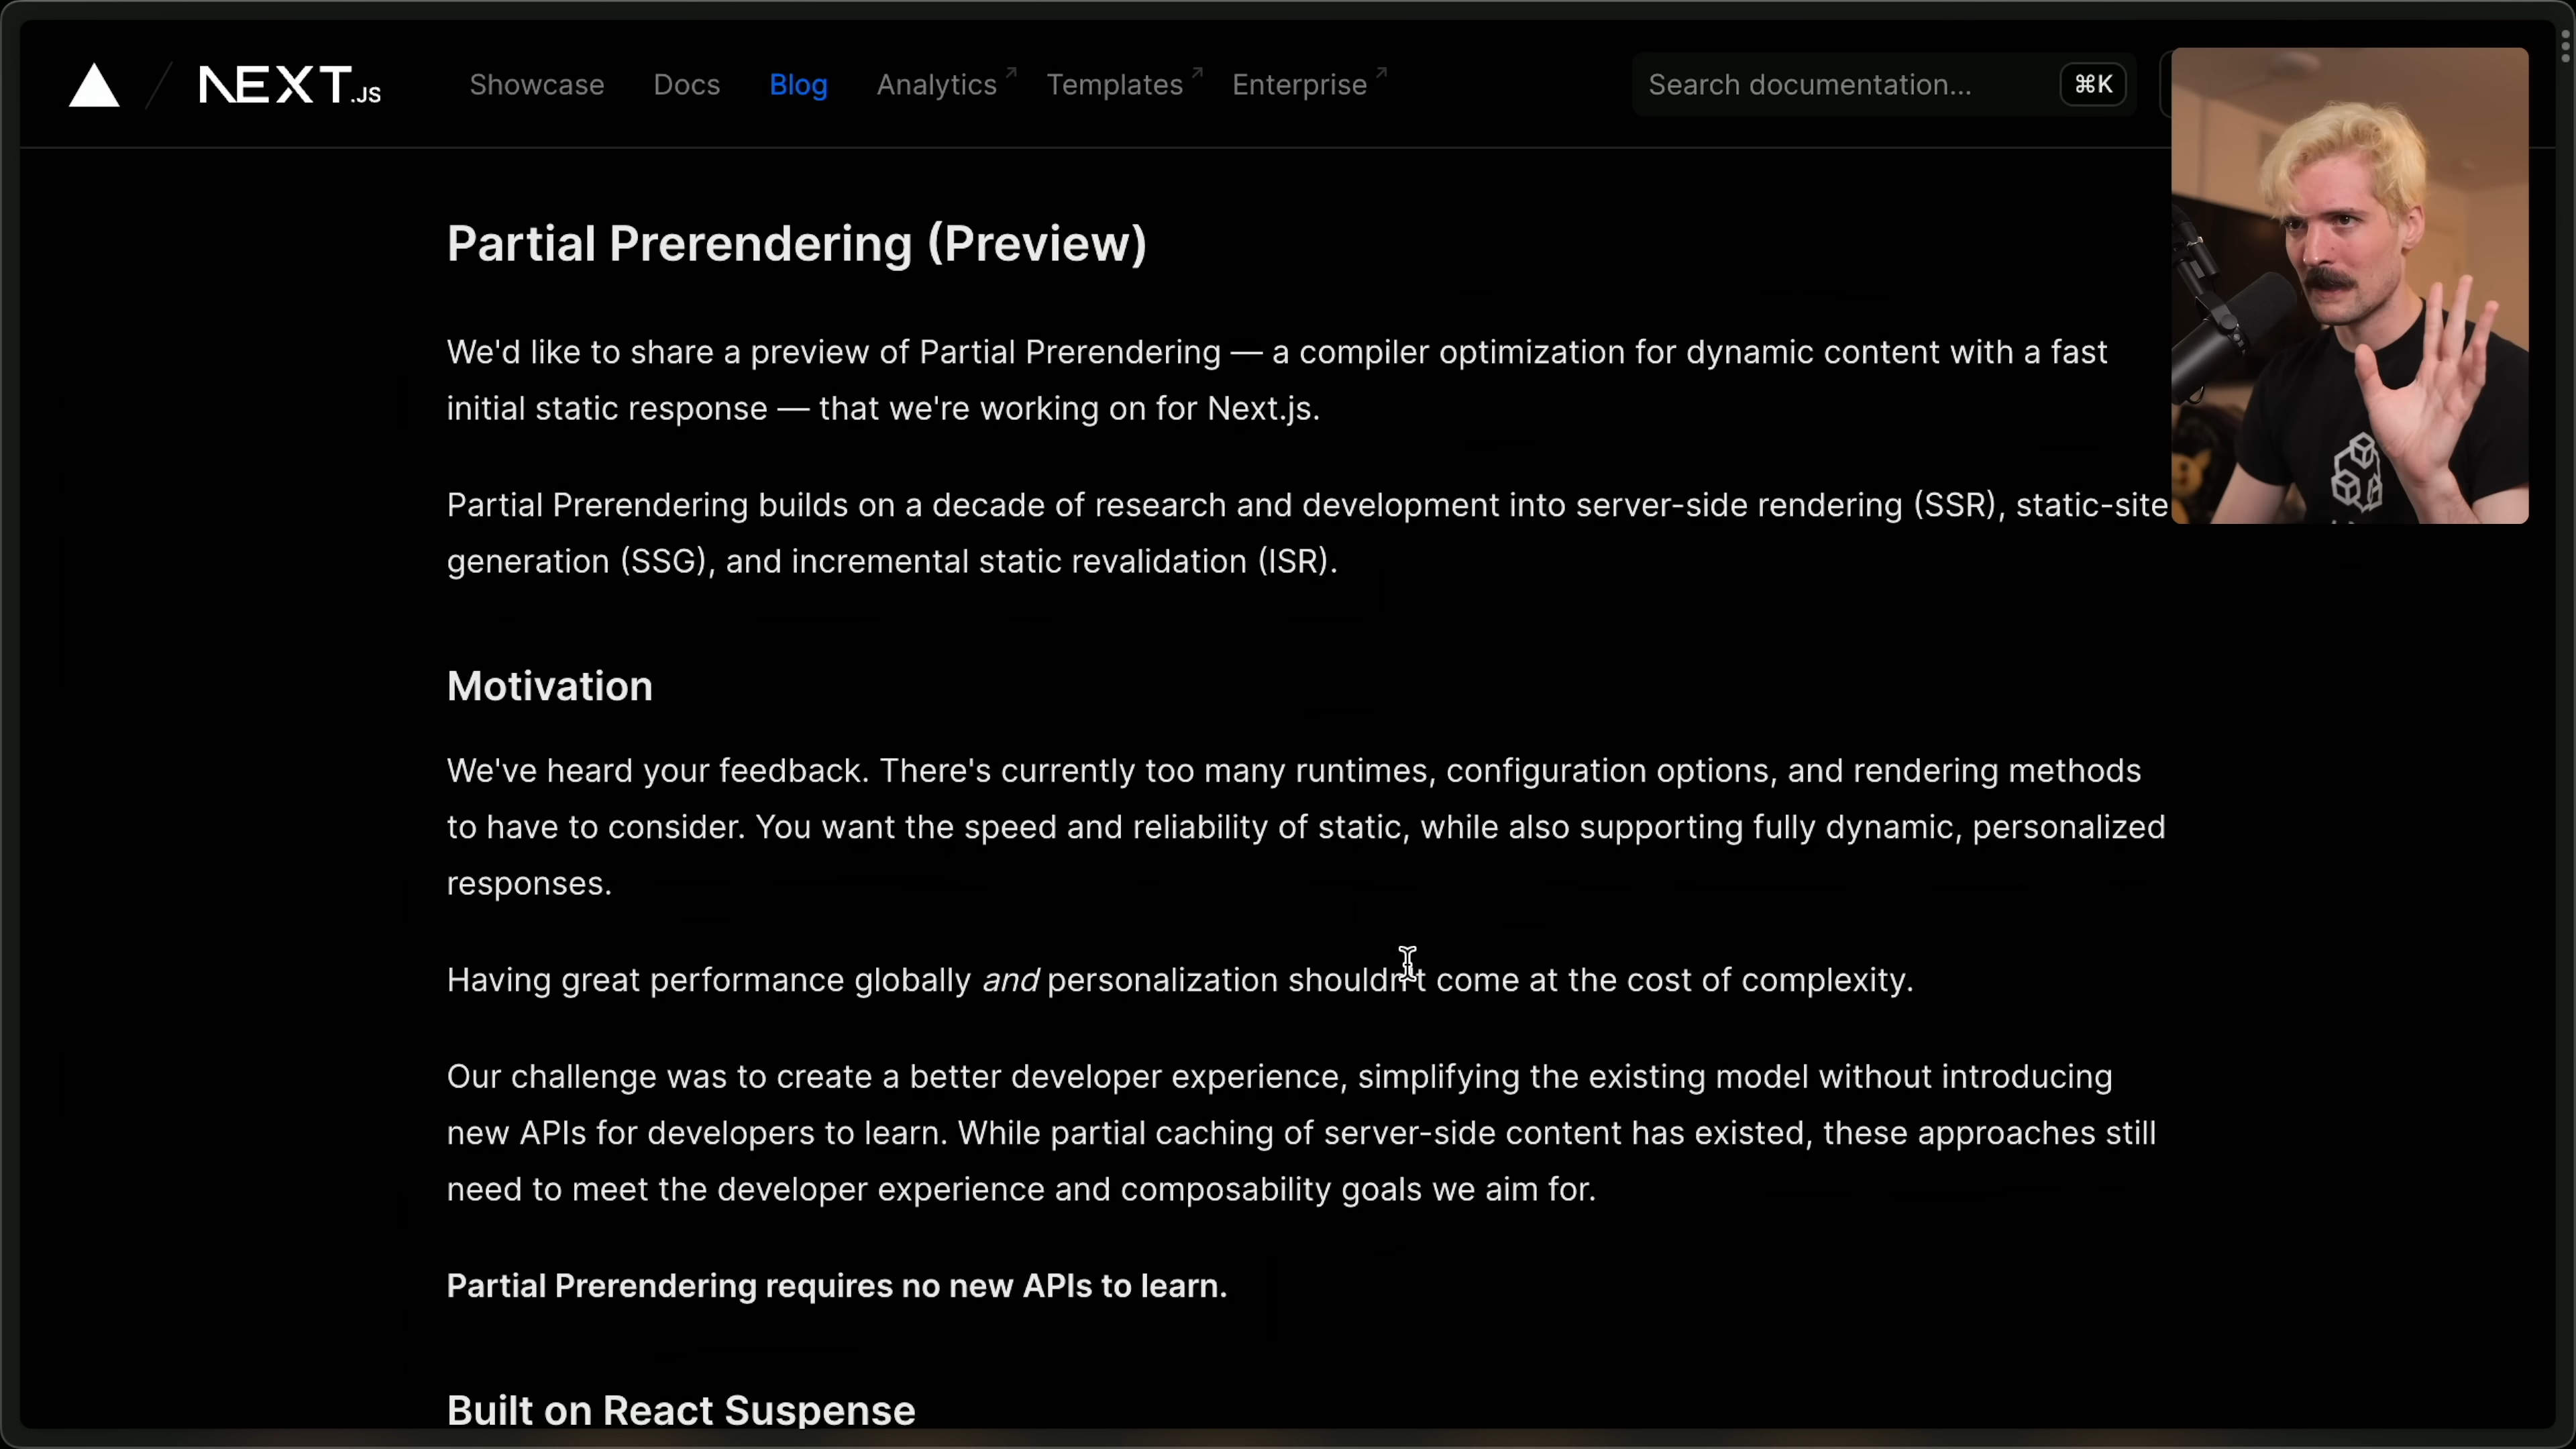 NEXT.JS
Showcase Docs Blog Analytics Templates Enterprise
Search documentation... ⌘K
Partial Prerendering (Preview)
We'd like to share a preview of Partial Prerendering — a compiler optimization for dynamic content with a fast
initial static response — that we're working on for Next.js.
Partial Prerendering builds on a decade of research and development into server-side rendering (SSR), static-site
generation (SSG), and incremental static revalidation (ISR).
Motivation
We've heard your feedback. There's currently too many runtimes, configuration options, and rendering methods
to have to consider. You want the speed and reliability of static, while also supporting fully dynamic, personalized
responses.
Having great performance globally and personalization shouldn't come at the cost of complexity.
Our challenge was to create a better developer experience, simplifying the existing model without introducing
new APIs for developers to learn. While partial caching of server-side content has existed, these approaches still
need to meet the developer experience and composability goals we aim for.
Partial Prerendering requires no new APIs to learn.
Built on React Suspense